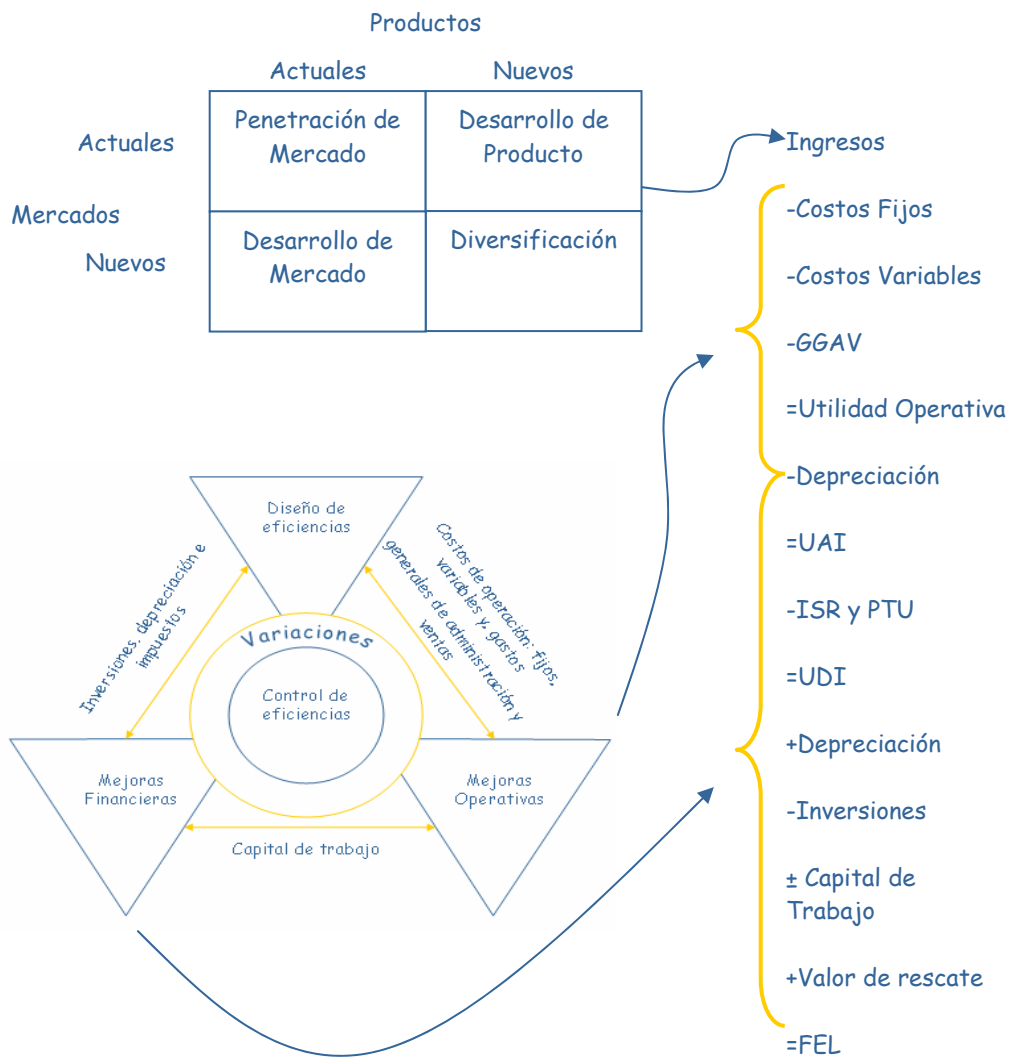 Productos
Actuales
Nuevos
Actuales
Mercados
Nuevos
Penetración de
Mercado
Desarrollo de
Producto
Desarrollo de
Mercado
Diversificación
Ingresos
-Costos Fijos
-Costos Variables
-GGAV
=Utilidad Operativa
-Depreciación
=UAI
-ISR y PTU
=UDI
+Depreciación
-Inversiones
± Capital de
Trabajo
+Valor de rescate
=FEL
Diseño de
eficiencias
Inversiones, depreciación e
impuestos
Costos de operación: fijos,
variables y, gastos
generales de administración y
ventas
Variaciones
Control de
eficiencias
Mejoras
Financieras
Mejoras
Operativas
Capital de trabajo